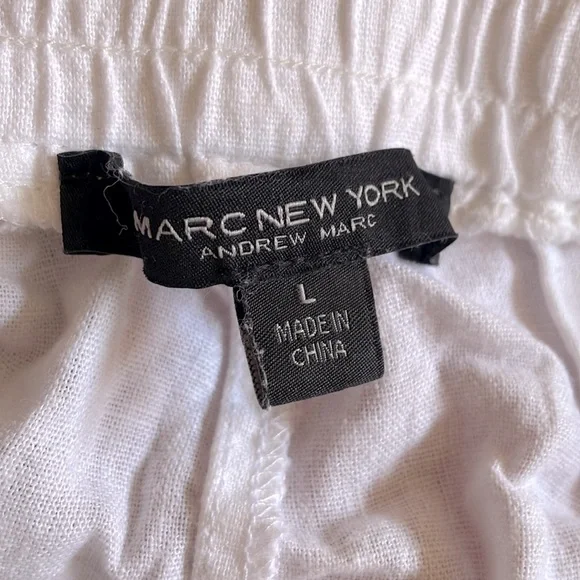 MARC NEW YORK
ANDREW MARC
L
MADE IN
CHINA